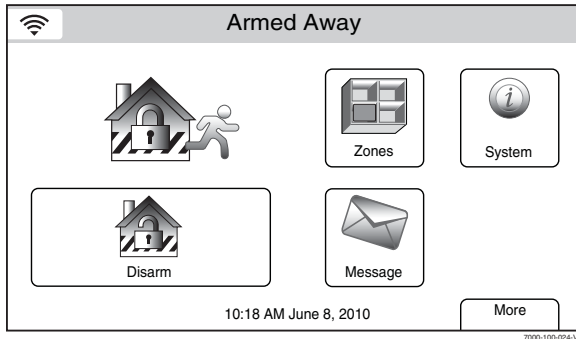 Armed Away
Zones
System
Disarm
Message
10:18 AM June 8, 2010
More
7000-100-024-V